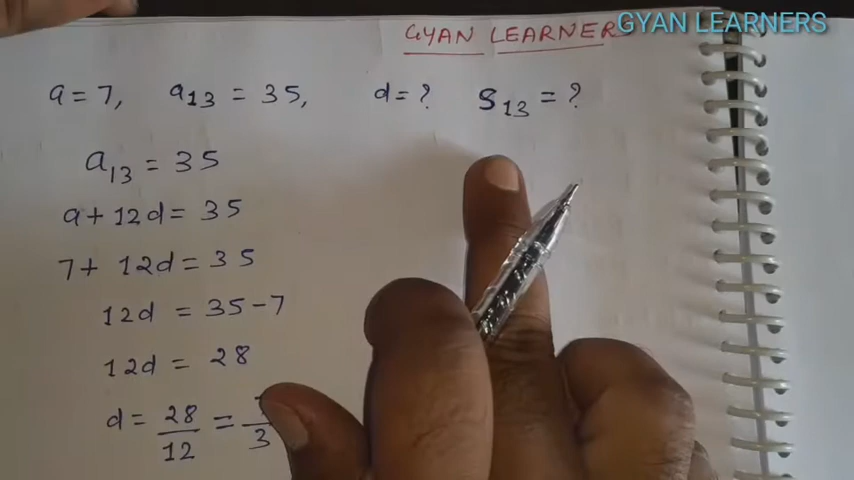 GYAN LEARNERS
GYAN LEARNERS
a = 7, a₁₃ = 35, d = ? S₁₃ = ?
a₁₃ = 35
a + 12d = 35
7 + 12d = 35
12d = 35 - 7
12d = 28
d = 28/12 = /3